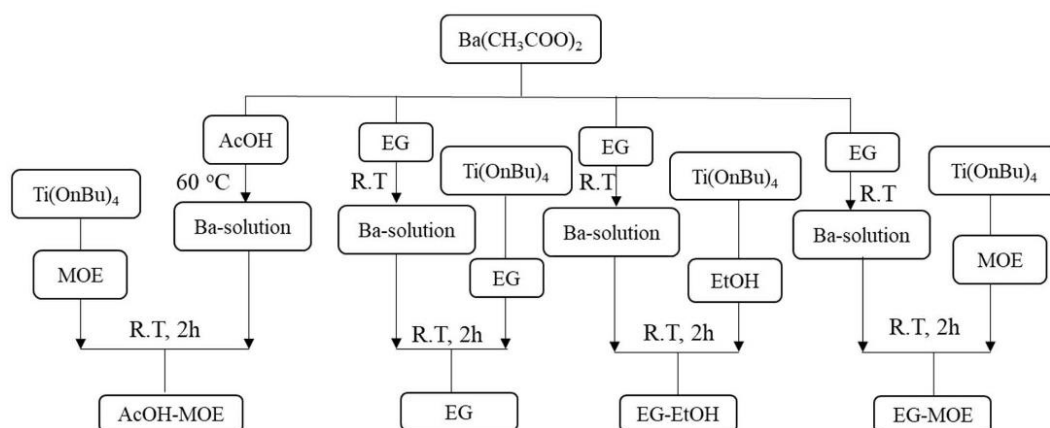 Ba(CH₃COO)₂
AcOH
EG
EG
EG
60 °C
R.T
Ti(OnBu)₄
R.T
Ti(OnBu)₄
R.T
Ti(OnBu)₄
Ti(OnBu)₄
Ba-solution
Ba-solution
Ba-solution
Ba-solution
MOE
EG
EtOH
MOE
R.T, 2h
R.T, 2h
R.T, 2h
R.T, 2h
AcOH-MOE
EG
EG-EtOH
EG-MOE